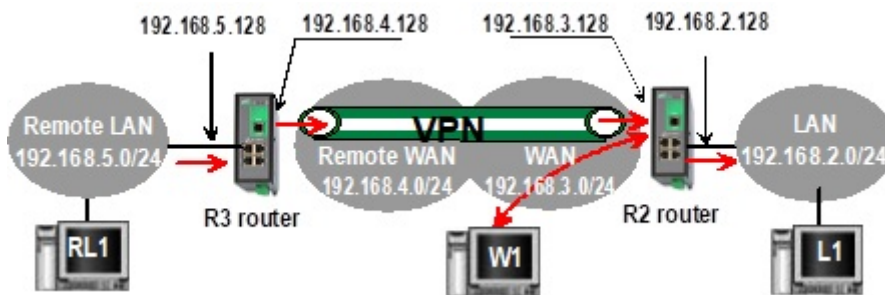 192.168.5.128
192.168.4.128
192.168.3.128
192.168.2.128
Remote LAN
192.168.5.0/24
VPN
Remote WAN
192.168.4.0/24
WAN
192.168.3.0/24
LAN
192.168.2.0/24
R3 router
R2 router
RL1
W1
L1